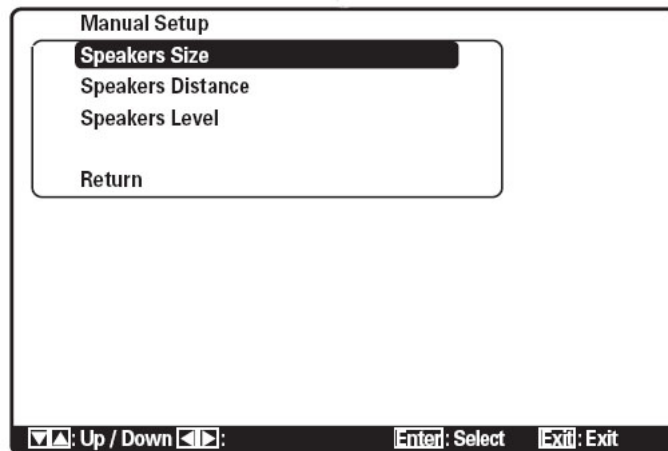 Manual Setup
Speakers Size
Speakers Distance
Speakers Level
Return
▼▲: Up / Down ◀▶: Enter: Select Exit: Exit